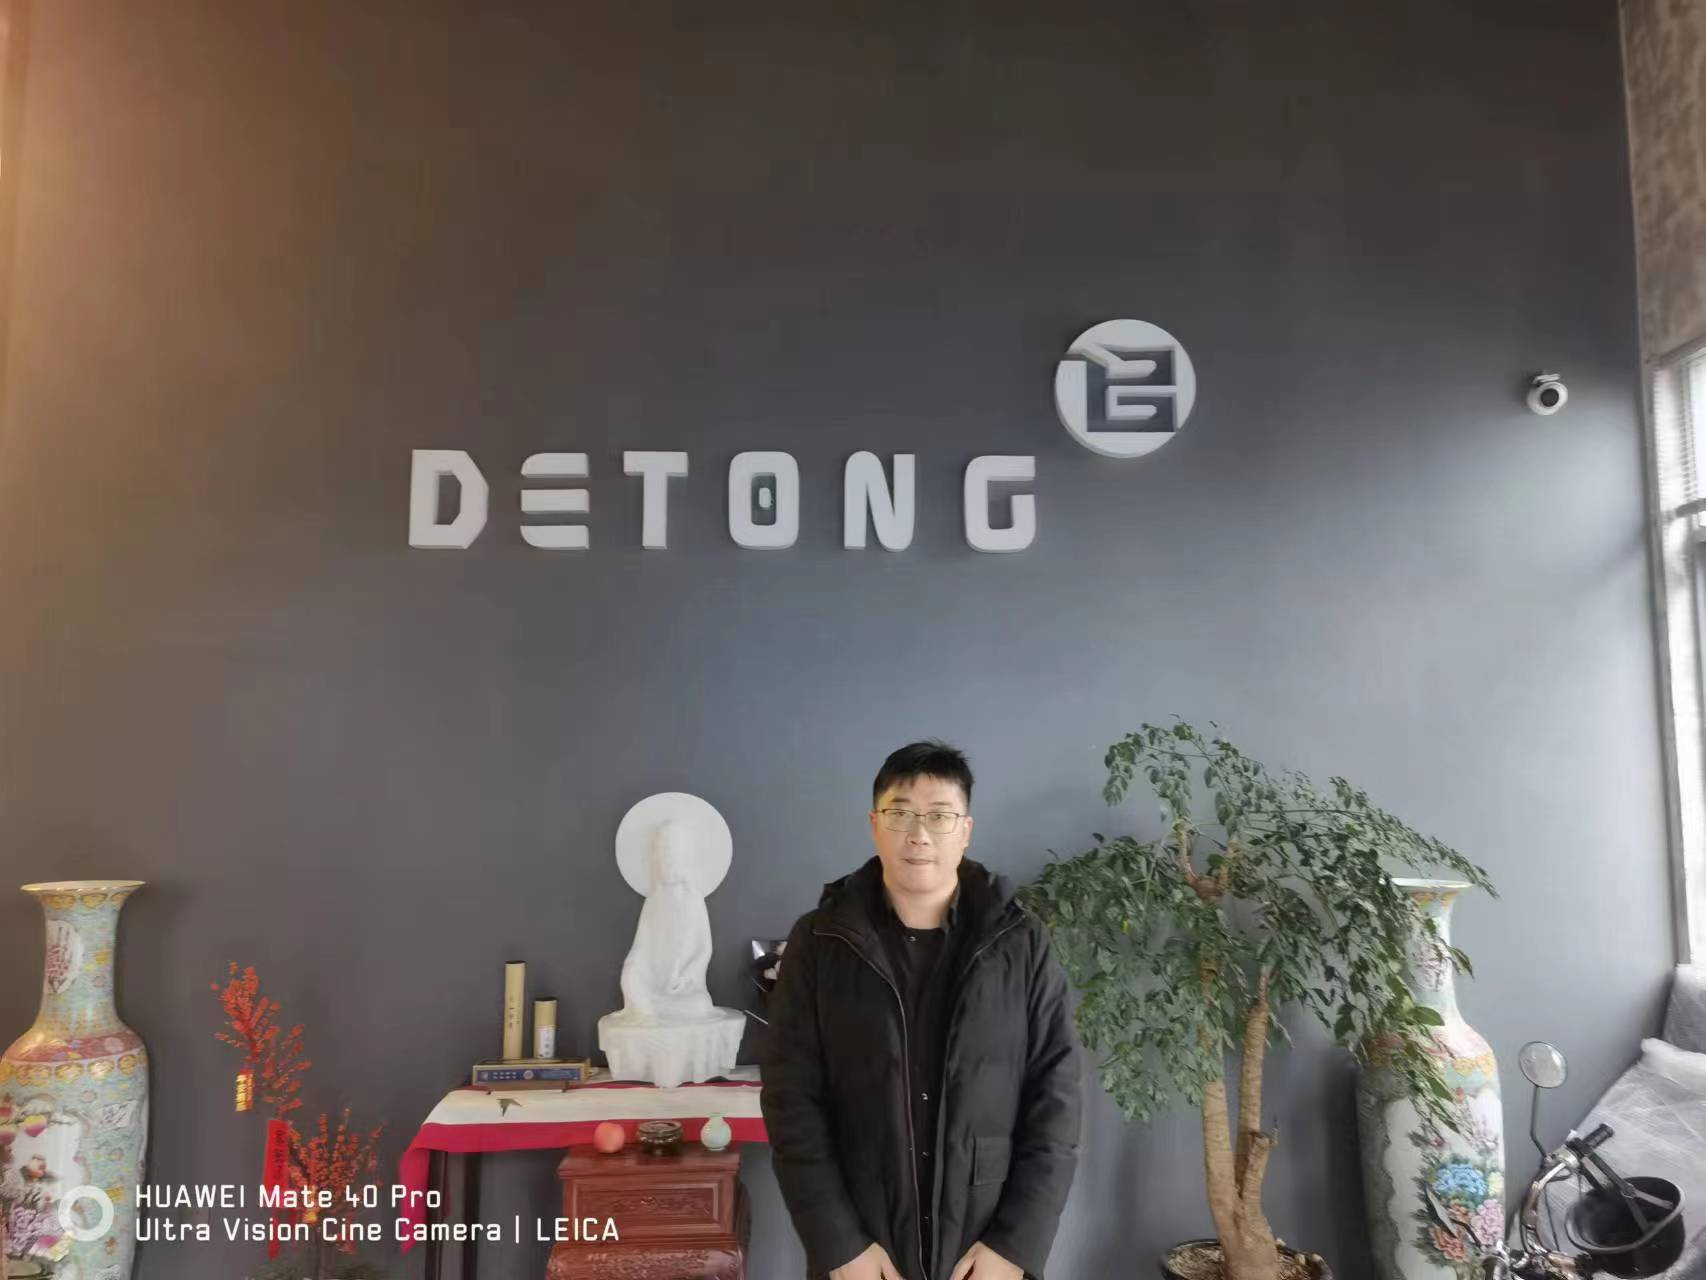 DETONG
HUAWEI Mate 40 Pro
Ultra Vision Cine Camera | LEICA